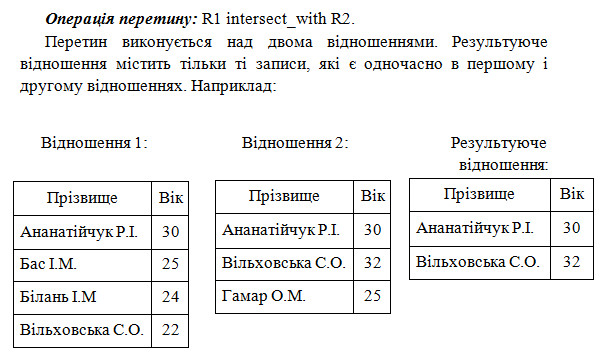 Операція перетину: R1 intersect_with R2.
Перетин виконується над двома відношеннями. Результуюче
відношення містить тільки ті записи, які є одночасно в першому і
другому відношеннях. Наприклад:
Відношення 1:
Прізвище Вік
Ананатійчук Р.І. 30
Бас І.М. 25
Білань І.М 24
Вільховська С.О. 22
Відношення 2:
Прізвище Вік
Ананатійчук Р.І. 30
Вільховська С.О. 32
Гамар О.М. 25
Результуюче
відношення:
Прізвище Вік
Ананатійчук Р.І. 30
Вільховська С.О. 32